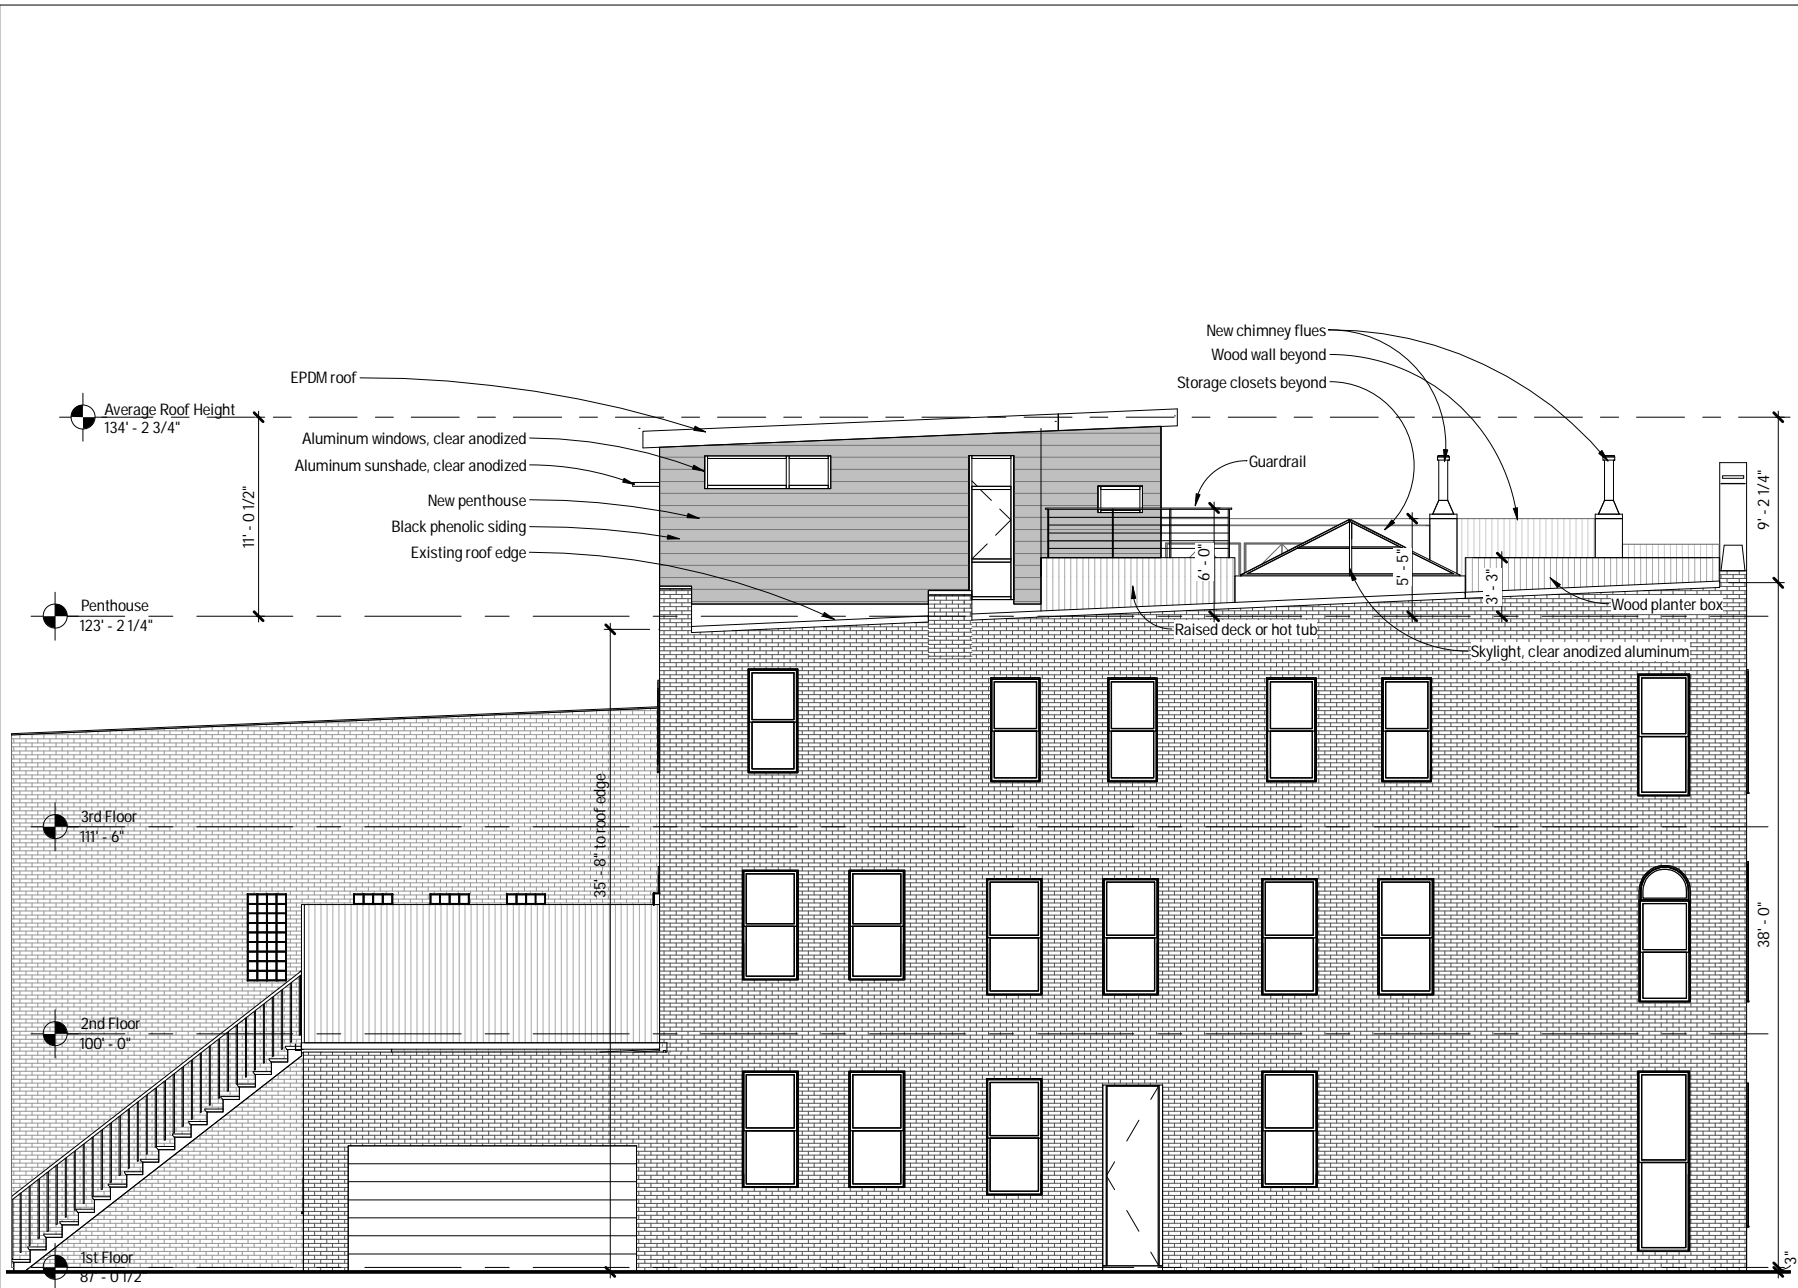 New chimney flues
Wood wall beyond
Storage closets beyond
EPDM roof
Average Roof Height
134' - 2 3/4"
Aluminum windows, clear anodized
Aluminum sunshade, clear anodized
Guardrail
New penthouse
Black phenolic siding
Existing roof edge
11' - 0 1/2"
9' - 2 1/4"
6' - 0"
5' - 5"
3' - 3"
Penthouse
123' - 2 1/4"
Wood planter box
Raised deck or hot tub
Skylight, clear anodized aluminum
35' - 8" to roof edge
3rd Floor
111' - 6"
38' - 0"
2nd Floor
100' - 0"
1st Floor
87' - 0 1/2
3"